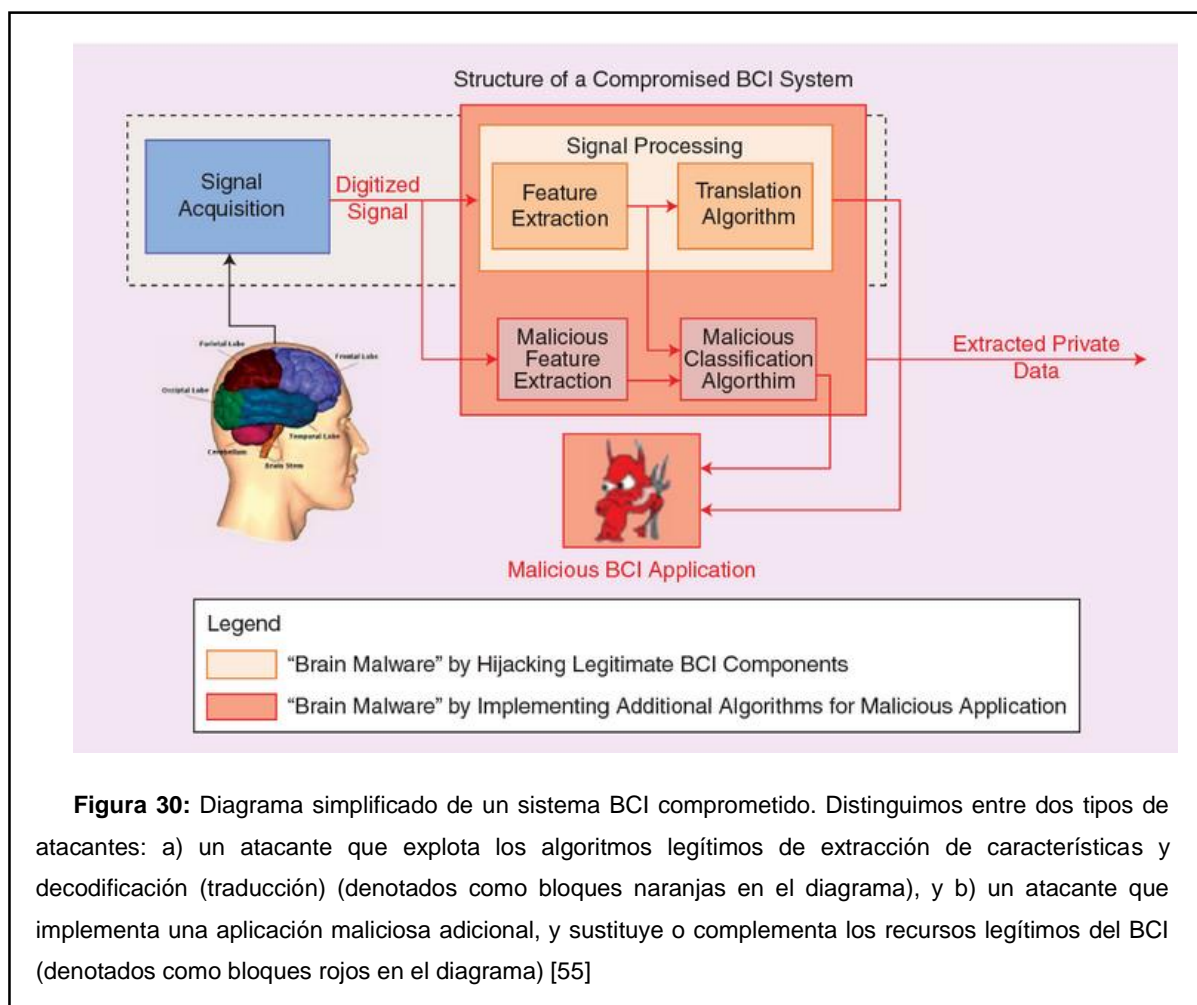 Structure of a Compromised BCI System
Signal Processing
Signal
Acquisition
Digitized
Signal
Feature
Extraction
Translation
Algorithm
Malicious
Feature
Extraction
Malicious
Classification
Algorthim
Extracted Private
Data
Parietal Lobe
Frontal Lobe
Occiptal Lobe
Temporal Lobe
Cerebellum
Brain Stem
Malicious BCI Application
Legend
“Brain Malware” by Hijacking Legitimate BCI Components
“Brain Malware” by Implementing Additional Algorithms for Malicious Application
Figura 30: Diagrama simplificado de un sistema BCI comprometido. Distinguimos entre dos tipos de
atacantes: a) un atacante que explota los algoritmos legítimos de extracción de características y
decodificación (traducción) (denotados como bloques naranjas en el diagrama), y b) un atacante que
implementa una aplicación maliciosa adicional, y sustituye o complementa los recursos legítimos del BCI
(denotados como bloques rojos en el diagrama) [55]